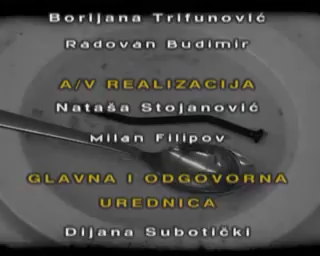 Borijana Trifunović
Radovan Budimir
A/V REALIZACIJA
Nataša Stojanović
Milan Filipov
GLAVNA I ODGOVORNA
UREDNICA
Dijana Subotički